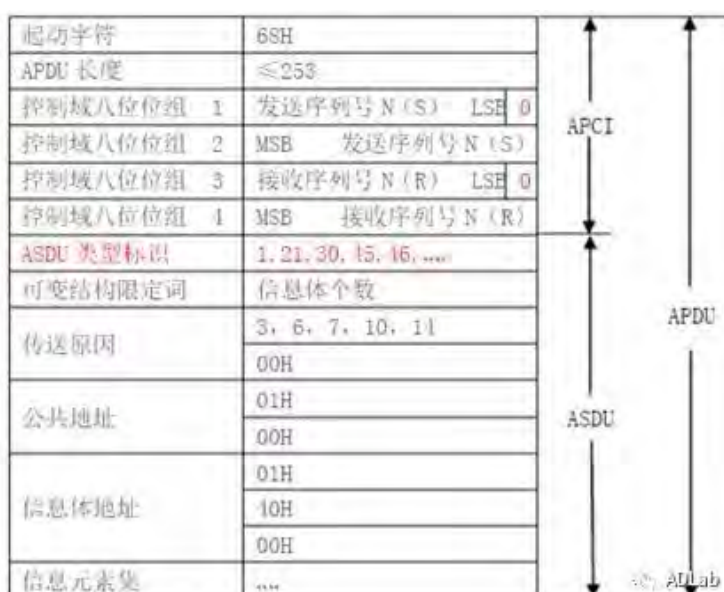 起动字符 68H
APDU 长度 ≤253
控制域八位位组 1 发送序列号 N(S) LSB 0
控制域八位位组 2 MSB 发送序列号 N(S)
控制域八位位组 3 接收序列号 N(R) LSB 0
控制域八位位组 4 MSB 接收序列号 N(R)
APCI
ASDU 类型标识 1,21,30,45,46,……
可变结构限定词 信息体个数
传送原因 3, 6, 7, 10, 14
00H
公共地址 01H
00H
信息体地址 01H
40H
00H
信息元素集 ……
ASDU
APDU
ADLab